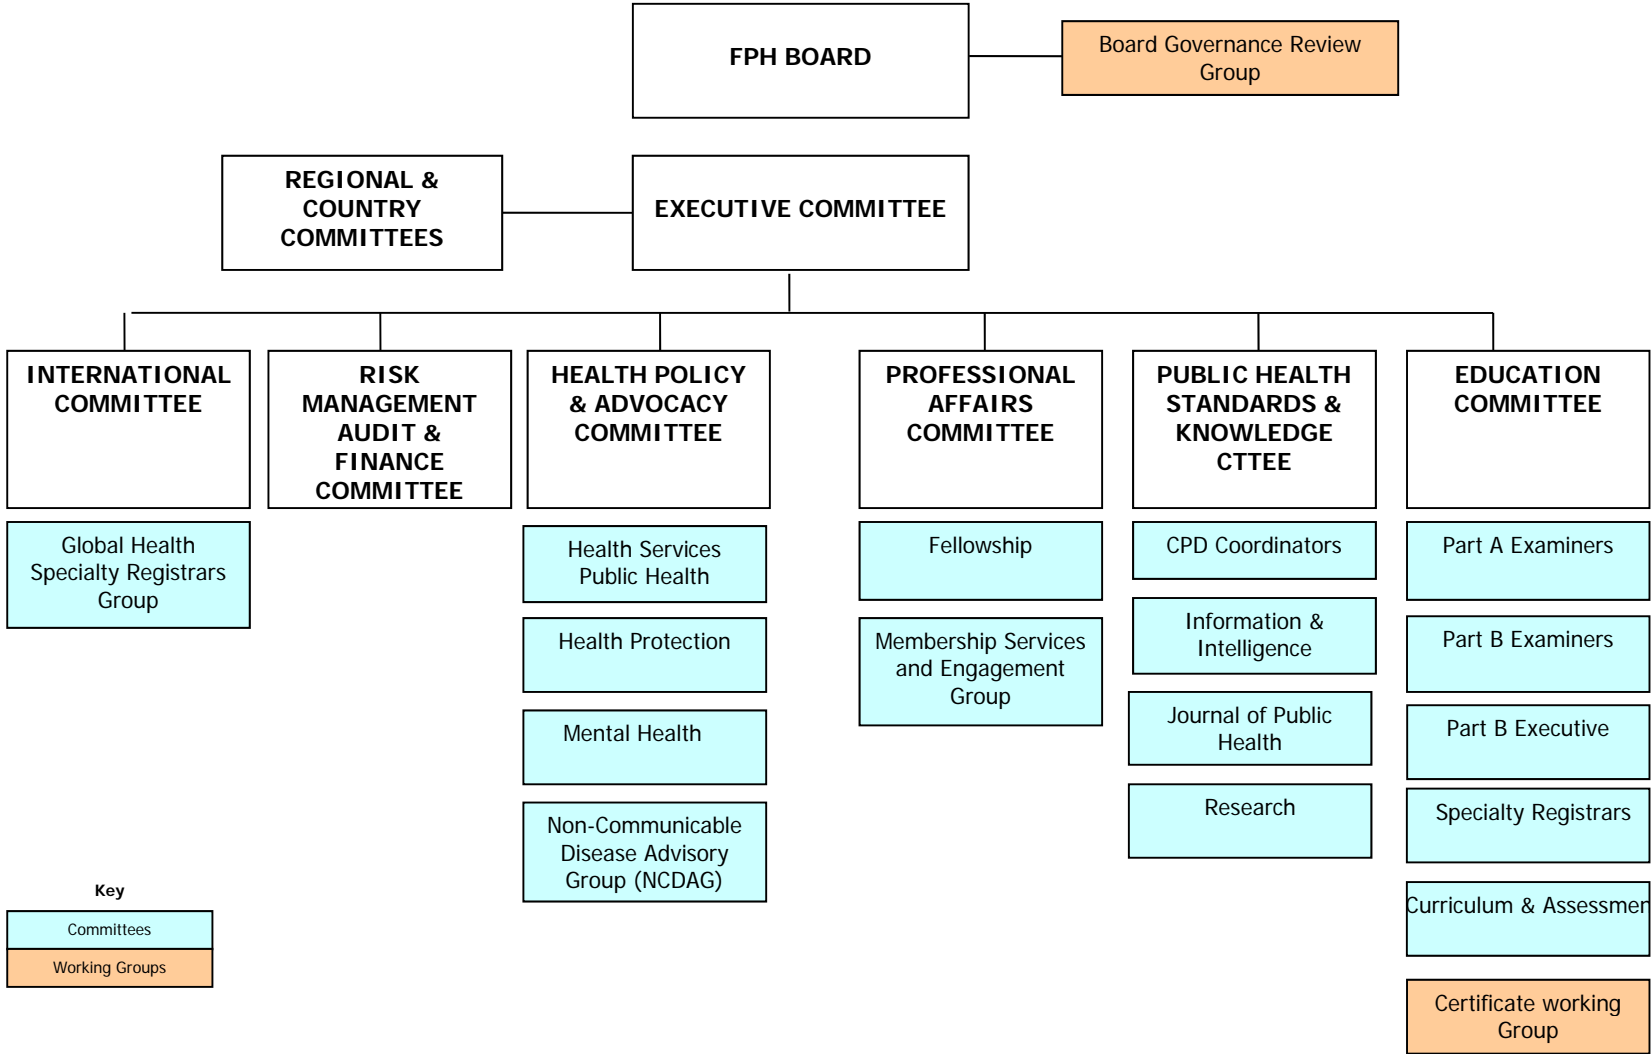 FPH BOARD
Board Governance Review
Group
REGIONAL &
COUNTRY
COMMITTEES
EXECUTIVE COMMITTEE
INTERNATIONAL
COMMITTEE
RISK
MANAGEMENT
AUDIT &
FINANCE
COMMITTEE
HEALTH POLICY
& ADVOCACY
COMMITTEE
PROFESSIONAL
AFFAIRS
COMMITTEE
PUBLIC HEALTH
STANDARDS &
KNOWLEDGE
CTTEE
EDUCATION
COMMITTEE
Global Health
Specialty Registrars
Group
Health Services
Public Health
Health Protection
Mental Health
Non-Communicable
Disease Advisory
Group (NCDAG)
Fellowship
Membership Services
and Engagement
Group
CPD Coordinators
Information &
Intelligence
Journal of Public
Health
Research
Part A Examiners
Part B Examiners
Part B Executive
Specialty Registrars
Curriculum & Assessmen
Certificate working
Group
Key
Committees
Working Groups